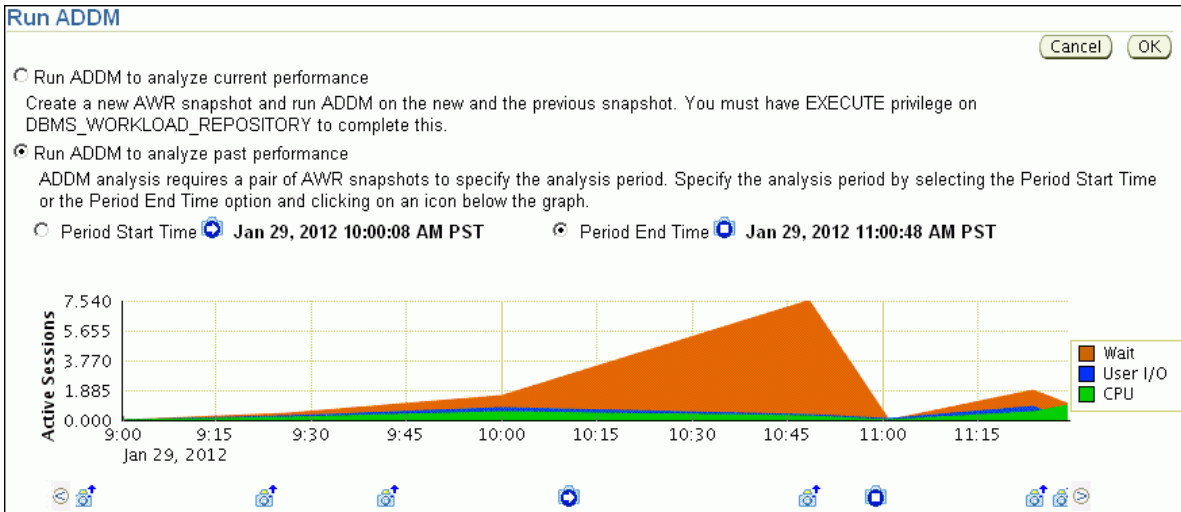 Run ADDM
Cancel OK
Run ADDM to analyze current performance
Create a new AWR snapshot and run ADDM on the new and the previous snapshot. You must have EXECUTE privilege on
DBMS_WORKLOAD_REPOSITORY to complete this.
Run ADDM to analyze past performance
ADDM analysis requires a pair of AWR snapshots to specify the analysis period. Specify the analysis period by selecting the Period Start Time
or the Period End Time option and clicking on an icon below the graph.
Period Start Time Jan 29, 2012 10:00:08 AM PST Period End Time Jan 29, 2012 11:00:48 AM PST
Active Sessions
7.540
5.655
3.770
1.885
0.000
Wait
User I/O
CPU
9:00 9:15 9:30 9:45 10:00 10:15 10:30 10:45 11:00 11:15
Jan 29, 2012